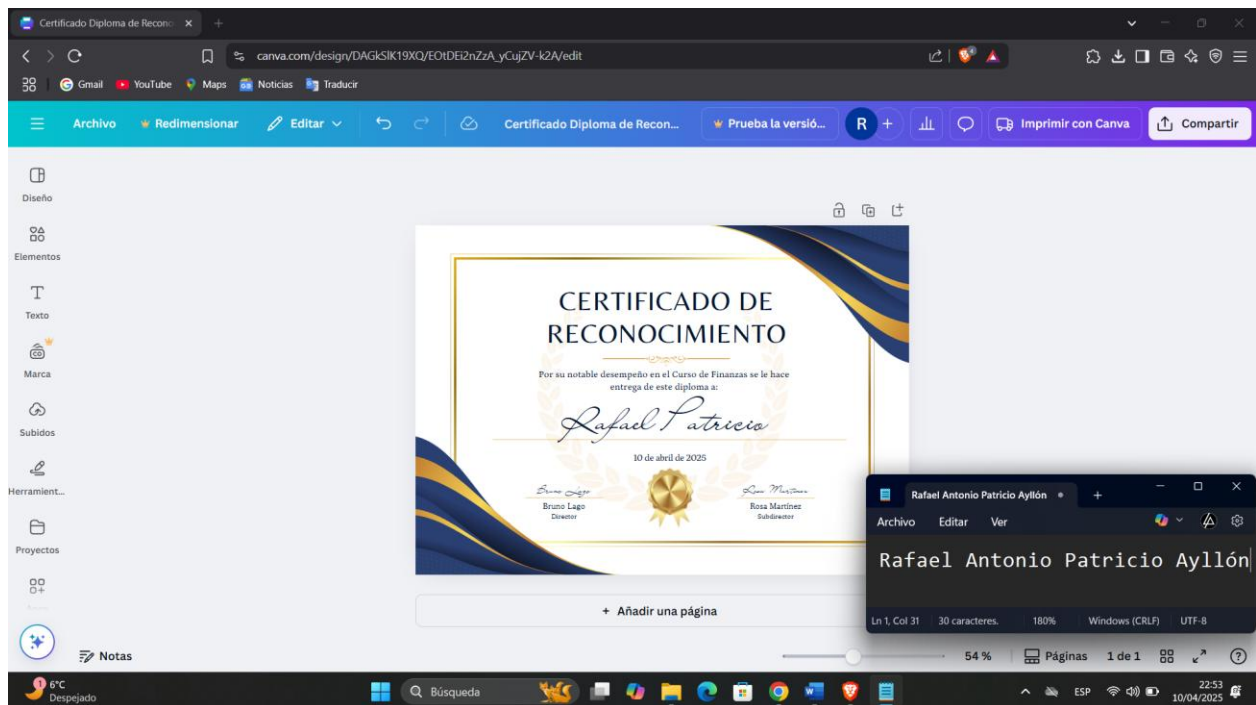 Certificado Diploma de Recono
canva.com/design/DAGkSlK19XQ/EOtDEi2nZzA_yCujZV-k2A/edit
Gmail YouTube Maps Noticias Traducir
Archivo Redimensionar Editar Certificado Diploma de Recon... Prueba la versió... R + Imprimir con Canva Compartir
Diseño
Elementos
Texto
Marca
Subidos
Herramient...
Proyectos
CERTIFICADO DE
RECONOCIMIENTO
Por su notable desempeño en el Curso de Finanzas se le hace
entrega de este diploma a:
Rafael Patricio
10 de abril de 2025
Bruno Lago Rosa Martínez
Bruno Lago Rosa Martínez
Director Subdirector
+ Añadir una página
Rafael Antonio Patricio Ayllón
Archivo Editar Ver
Rafael Antonio Patricio Ayllón
Ln 1, Col 31 30 caracteres. 180% Windows (CRLF) UTF-8
Notas 54 % Páginas 1 de 1
1 6°C
Despejado
Búsqueda
ESP 22:53
10/04/2025